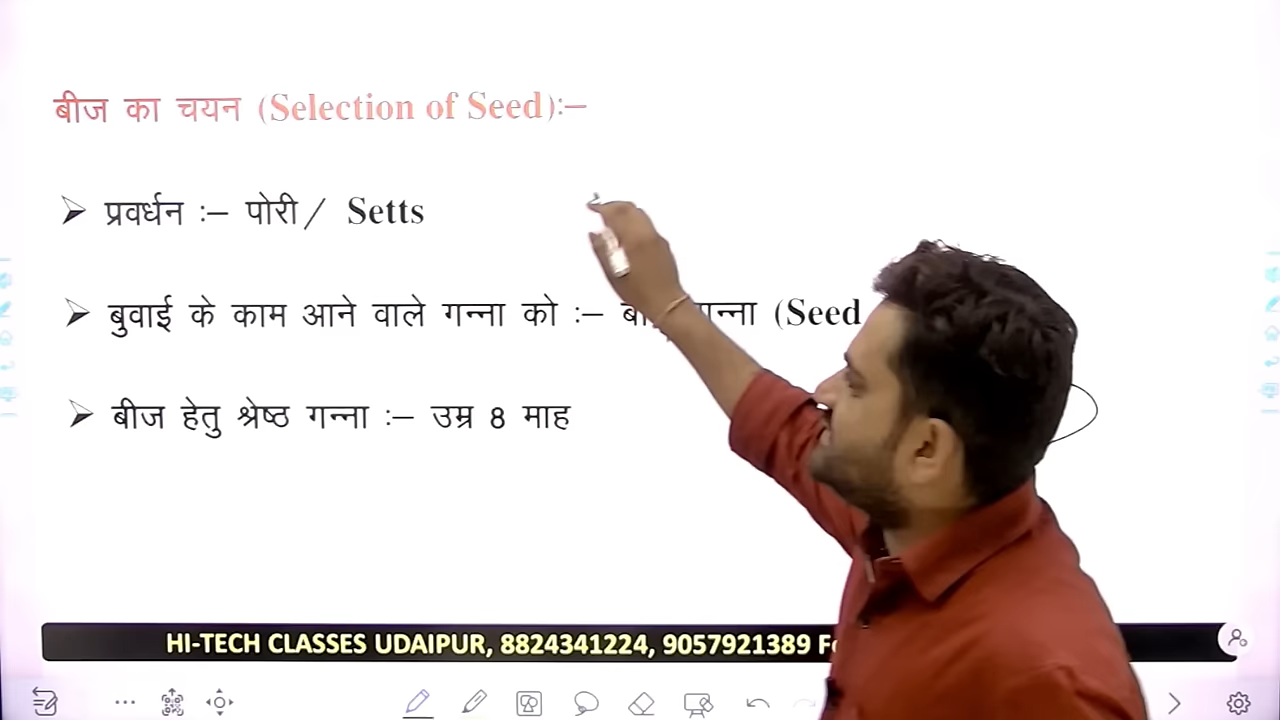 बीज का चयन (Selection of Seed):–
➢ प्रवर्धन :– पोरी / Setts
➢ बुवाई के काम आने वाले गन्ना को :– गन्ना (Seed
➢ बीज हेतु श्रेष्ठ गन्ना :– उम्र 8 माह
HI-TECH CLASSES UDAIPUR, 8824341224, 9057921389